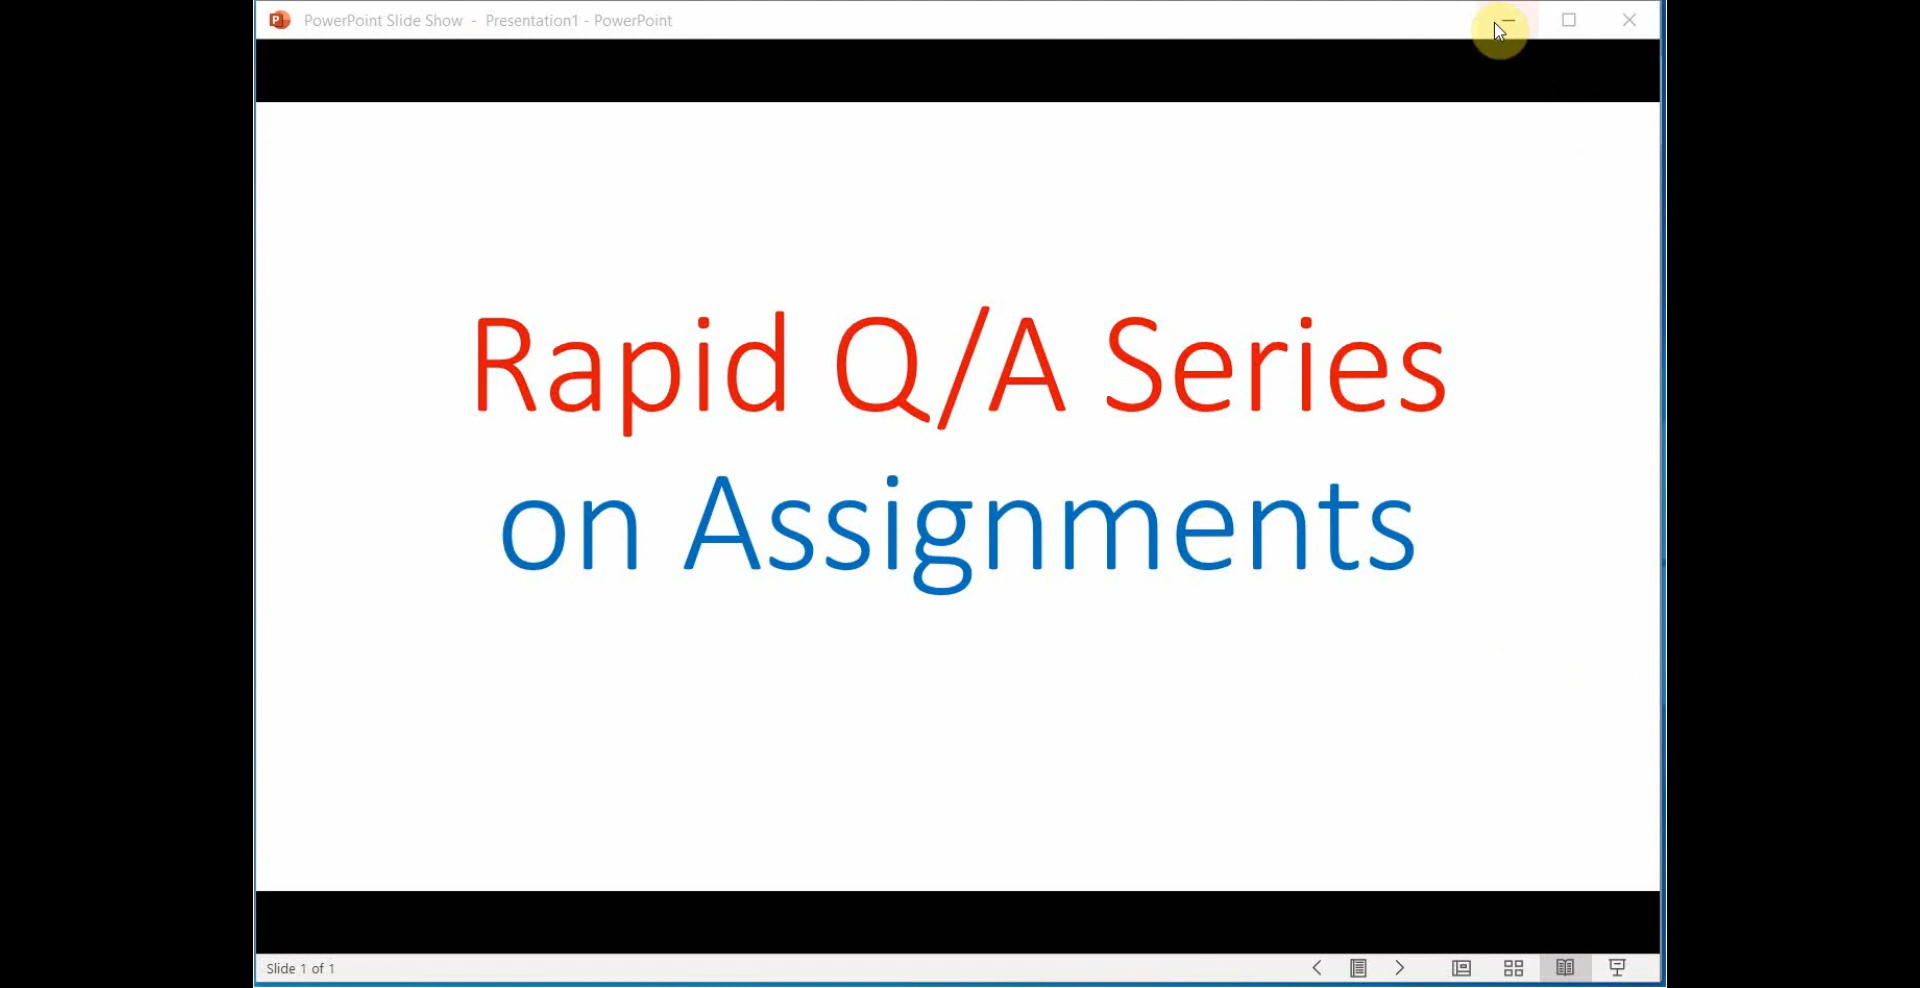 PowerPoint Slide Show - Presentation1 - PowerPoint
Rapid Q/A Series
on Assignments
Slide 1 of 1